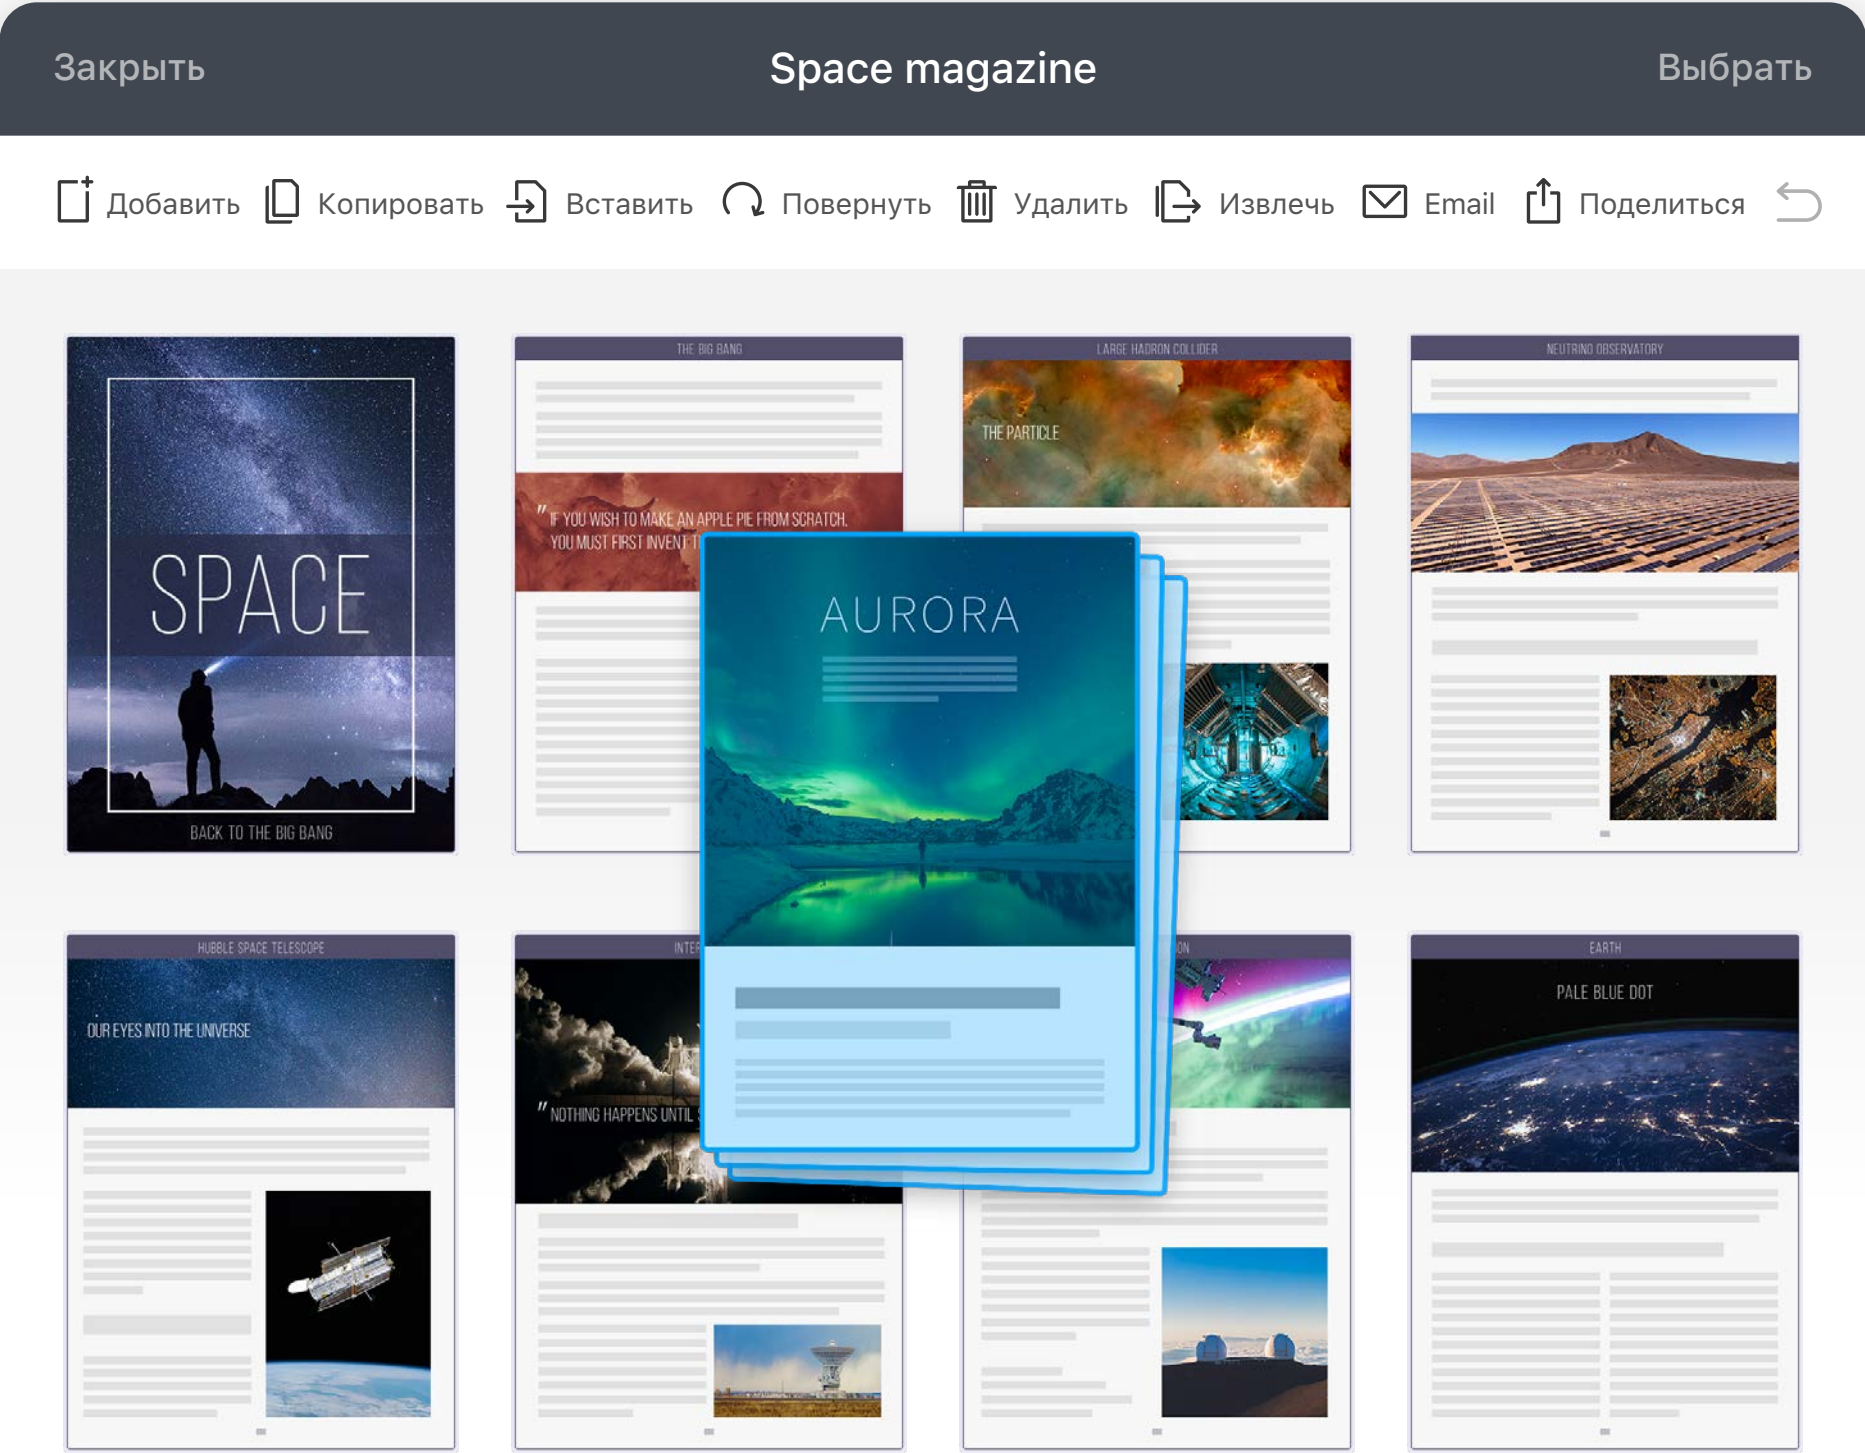 Закрыть
Space magazine
Выбрать
Добавить
Копировать
Вставить
Повернуть
Удалить
Извлечь
Email
Поделиться
SPACE
BACK TO THE BIG BANG
THE BIG BANG
" IF YOU WISH TO MAKE AN APPLE PIE FROM SCRATCH,
YOU MUST FIRST INVENT
LARGE HADRON COLLIDER
THE PARTICLE
NEUTRINO OBSERVATORY
AURORA
HUBBLE SPACE TELESCOPE
OUR EYES INTO THE UNIVERSE
" NOTHING HAPPENS UNTIL
EARTH
PALE BLUE DOT